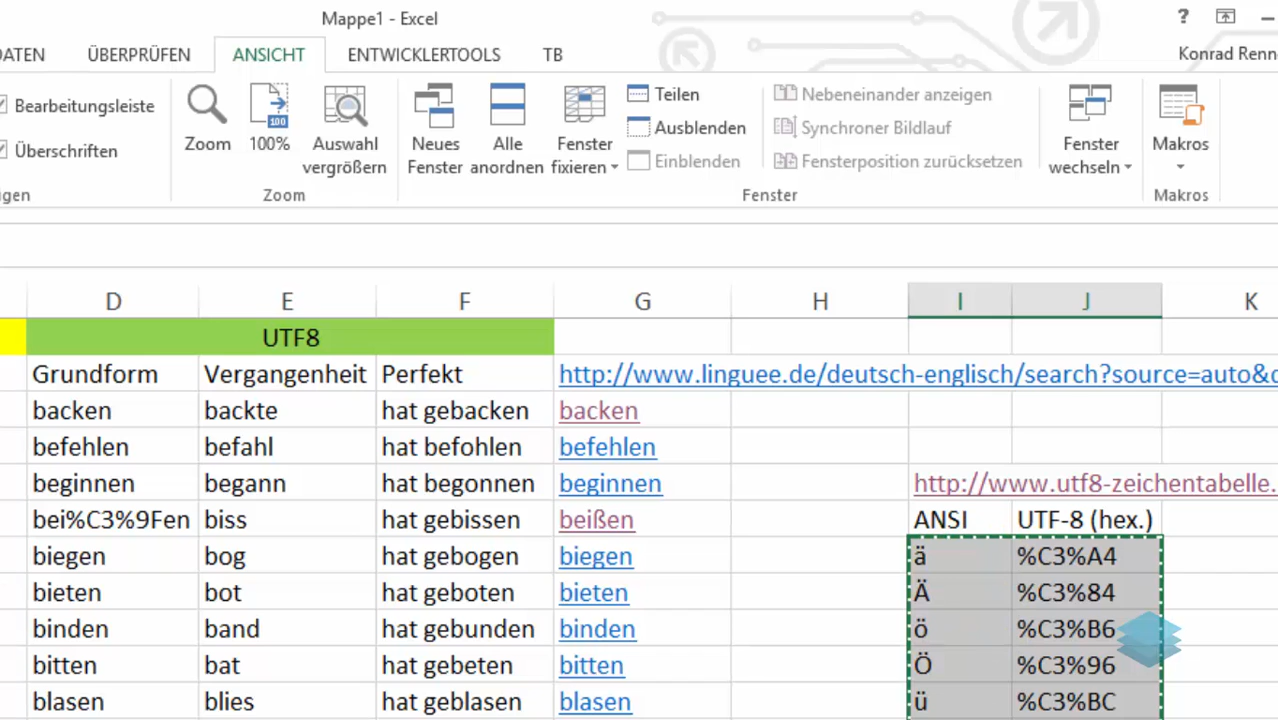 Mappe1 - Excel
?
DATEN ÜBERPRÜFEN ANSICHT ENTWICKLERTOOLS TB Konrad Renne
Bearbeitungsleiste
Überschriften
igen
Zoom
100
100%
Auswahl
vergrößern
Zoom
Neues
Fenster
Alle
anordnen
Fenster
fixieren
Teilen
Ausblenden
Einblenden
Nebeneinander anzeigen
Synchroner Bildlauf
Fensterposition zurücksetzen
Fenster
Fenster
wechseln
Makros
Makros
D E F G H I J K
UTF8
Grundform Vergangenheit Perfekt http://www.linguee.de/deutsch-englisch/search?source=auto&q
backen backte hat gebacken backen
befehlen befahl hat befohlen befehlen
beginnen begann hat begonnen beginnen http://www.utf8-zeichentabelle.
bei%C3%9Fen biss hat gebissen beißen ANSI UTF-8 (hex.)
biegen bog hat gebogen biegen ä %C3%A4
bieten bot hat geboten bieten Ä %C3%84
binden band hat gebunden binden ö %C3%B6
bitten bat hat gebeten bitten Ö %C3%96
blasen blies hat geblasen blasen ü %C3%BC